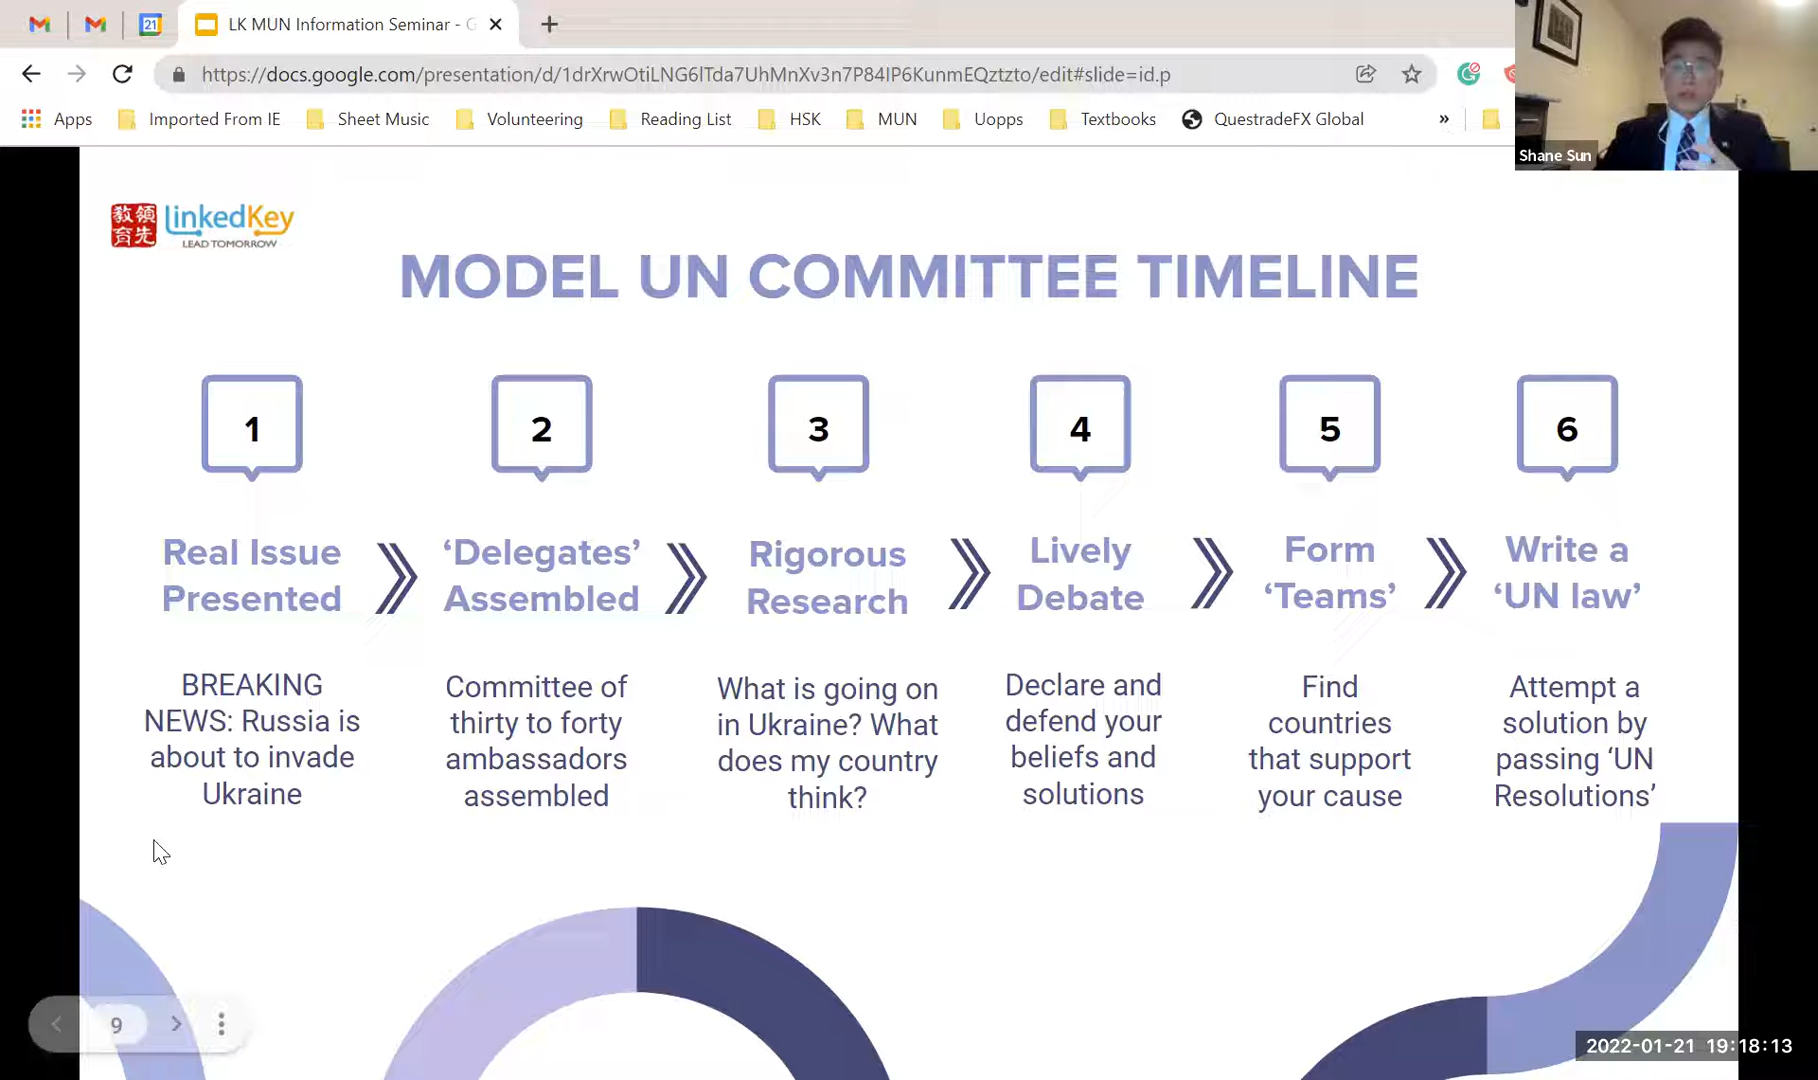 21
LK MUN Information Seminar - G
https://docs.google.com/presentation/d/1drXrwOtiLNG6lTda7UhMnXv3n7P84IP6KunmEQztzto/edit#slide=id.p
Apps
Imported From IE
Sheet Music
Volunteering
Reading List
HSK
MUN
Uopps
Textbooks
QuestradeFX Global
»
Shane Sun
教領
育先
linkedKey
LEAD TOMORROW
MODEL UN COMMITTEE TIMELINE
1
2
3
4
5
6
Real Issue
Presented
‘Delegates’
Assembled
Rigorous
Research
Lively
Debate
Form
‘Teams’
Write a
‘UN law’
BREAKING
NEWS: Russia is
about to invade
Ukraine
Committee of
thirty to forty
ambassadors
assembled
What is going on
in Ukraine? What
does my country
think?
Declare and
defend your
beliefs and
solutions
Find
countries
that support
your cause
Attempt a
solution by
passing ‘UN
Resolutions’
9
2022-01-21 19:18:13